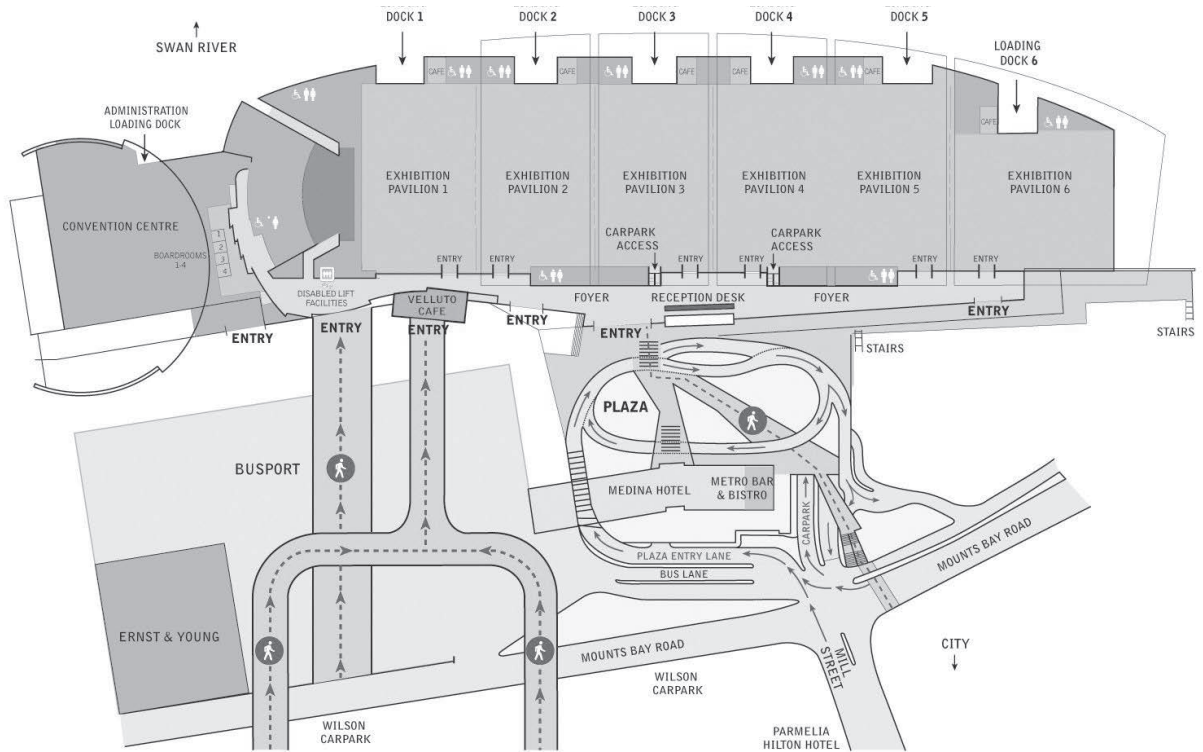 DOCK 1
DOCK 2
DOCK 3
DOCK 4
DOCK 5
SWAN RIVER
LOADING
DOCK 6
CAFE
CAFE
CAFE
CAFE
CAFE
CAFE
ADMINISTRATION
LOADING DOCK
EXHIBITION
PAVILION 1
EXHIBITION
PAVILION 2
EXHIBITION
PAVILION 3
EXHIBITION
PAVILION 4
EXHIBITION
PAVILION 5
EXHIBITION
PAVILION 6
CONVENTION CENTRE
BOARDROOMS
1-4
1
2
3
4
CARPARK
ACCESS
CARPARK
ACCESS
ENTRY
ENTRY
ENTRY
ENTRY
ENTRY
ENTRY
DISABLED LIFT
FACILITIES
VELLUTO
CAFE
FOYER
RECEPTION DESK
FOYER
ENTRY
ENTRY
ENTRY
ENTRY
ENTRY
ENTRY
STAIRS
STAIRS
PLAZA
BUSPORT
MEDINA HOTEL
METRO BAR
& BISTRO
CARPARK
PLAZA ENTRY LANE
BUS LANE
MOUNTS BAY ROAD
ERNST & YOUNG
MOUNTS BAY ROAD
MILL
STREET
CITY
WILSON
CARPARK
WILSON
CARPARK
PARMELIA
HILTON HOTEL